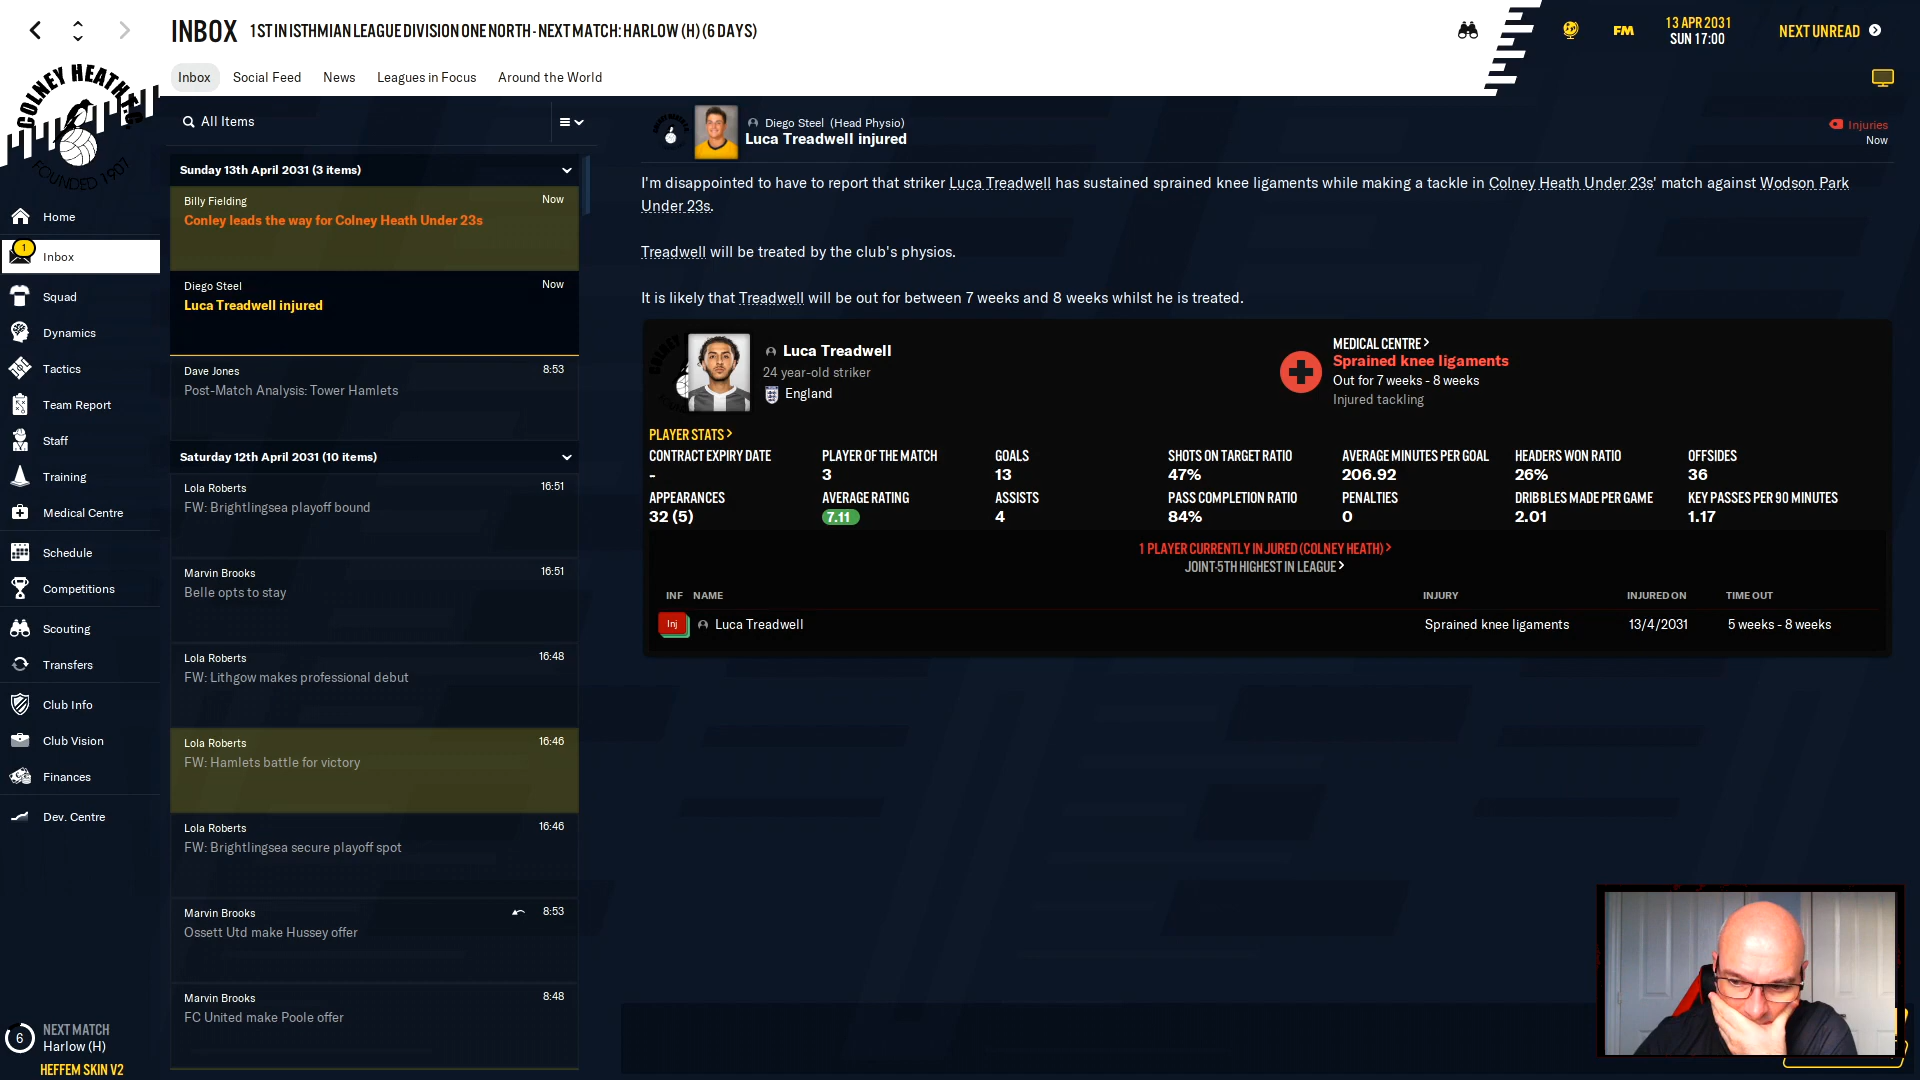 INBOX
1ST IN ISTHMIAN LEAGUE DIVISION ONE NORTH - NEXT MATCH: HARLOW (H) (6 DAYS)
FM
13 APR 2031
SUN 17:00
NEXT UNREAD
Inbox
Social Feed
News
Leagues in Focus
Around the World
COLNEY HEATH
FOUNDED 1907
Home
1
Inbox
Squad
Dynamics
Tactics
Team Report
Staff
Training
Medical Centre
Schedule
Competitions
Scouting
Transfers
Club Info
Club Vision
Finances
Dev. Centre
6
NEXT MATCH
Harlow (H)
HEFFEM SKIN V2
All Items
Sunday 13th April 2031 (3 items)
Billy Fielding Now
Conley leads the way for Colney Heath Under 23s
Diego Steel Now
Luca Treadwell injured
Dave Jones 8:53
Post-Match Analysis: Tower Hamlets
Saturday 12th April 2031 (10 items)
Lola Roberts 16:51
FW: Brightlingsea playoff bound
Marvin Brooks 16:51
Belle opts to stay
Lola Roberts 16:48
FW: Lithgow makes professional debut
Lola Roberts 16:46
FW: Hamlets battle for victory
Lola Roberts 16:46
FW: Brightlingsea secure playoff spot
Marvin Brooks 8:53
Ossett Utd make Hussey offer
Marvin Brooks 8:48
FC United make Poole offer
Diego Steel (Head Physio)
Luca Treadwell injured
Injuries
Now
I'm disappointed to have to report that striker Luca Treadwell has sustained sprained knee ligaments while making a tackle in Colney Heath Under 23s' match against Wodson Park
Under 23s.
Treadwell will be treated by the club's physios.
It is likely that Treadwell will be out for between 7 weeks and 8 weeks whilst he is treated.
Luca Treadwell
24 year-old striker
England
MEDICAL CENTRE
Sprained knee ligaments
Out for 7 weeks - 8 weeks
Injured tackling
PLAYER STATS
CONTRACT EXPIRY DATE PLAYER OF THE MATCH GOALS SHOTS ON TARGET RATIO AVERAGE MINUTES PER GOAL HEADERS WON RATIO OFFSIDES
- 3 13 47% 206.92 26% 36
APPEARANCES AVERAGE RATING ASSISTS PASS COMPLETION RATIO PENALTIES DRIBBLES MADE PER GAME KEY PASSES PER 90 MINUTES
32 (5) 7.11 4 84% 0 2.01 1.17
1 PLAYER CURRENTLY INJURED (COLNEY HEATH)
JOINT-5TH HIGHEST IN LEAGUE
INF NAME INJURY INJURED ON TIME OUT
Inj Luca Treadwell Sprained knee ligaments 13/4/2031 5 weeks - 8 weeks